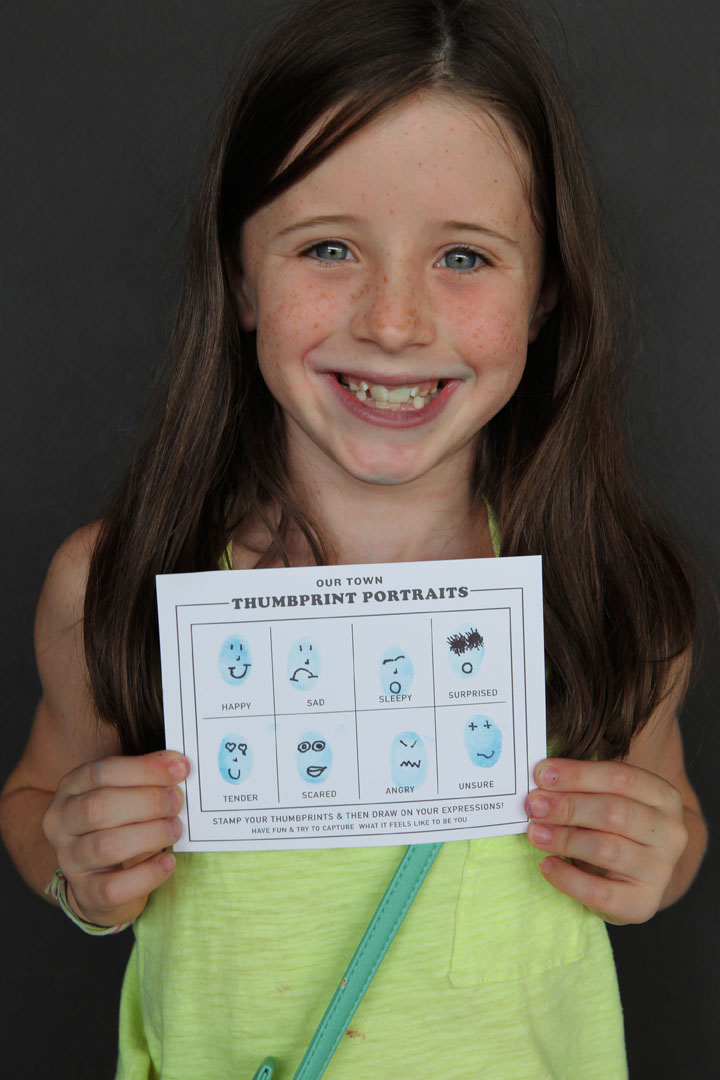 OUR TOWN
THUMBPRINT PORTRAITS
HAPPY SAD SLEEPY SURPRISED
TENDER SCARED ANGRY UNSURE
STAMP YOUR THUMBPRINTS & THEN DRAW ON YOUR EXPRESSIONS!
HAVE FUN & TRY TO CAPTURE WHAT IT FEELS LIKE TO BE YOU